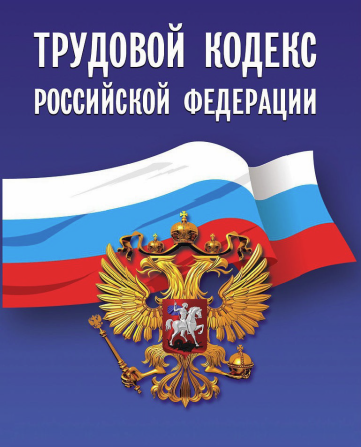 ТРУДОВОЙ КОДЕКС
РОССИЙСКОЙ ФЕДЕРАЦИИ